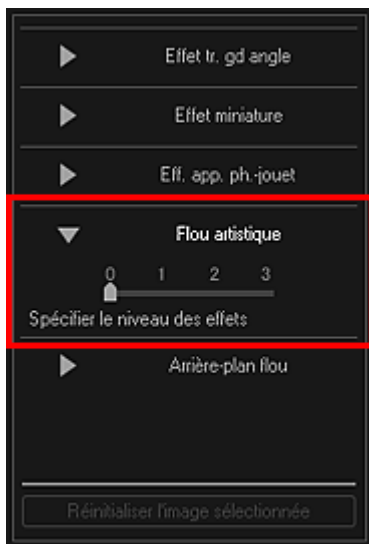 Effet tr. gd angle
Effet miniature
Eff. app. ph.-jouet
Flou artistique
0 1 2 3
Spécifier le niveau des effets
Arrière-plan flou
Réinitialiser l'image sélectionnée